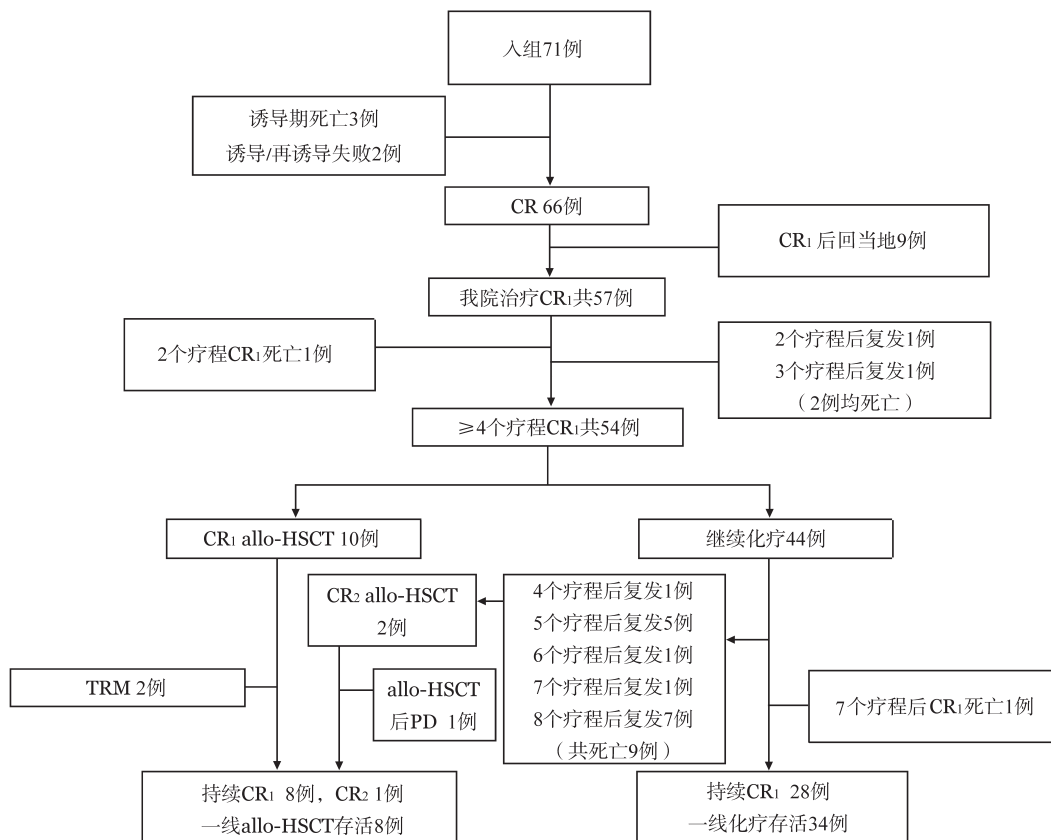 入组71例
诱导期死亡3例
诱导/再诱导失败2例
CR 66例
CR₁ 后回当地9例
我院治疗CR₁共57例
2个疗程CR₁死亡1例
2个疗程后复发1例
3个疗程后复发1例
（2例均死亡）
≥4个疗程CR₁共54例
CR₁ allo-HSCT 10例
继续化疗44例
CR₂ allo-HSCT
2例
4个疗程后复发1例
5个疗程后复发5例
6个疗程后复发1例
7个疗程后复发1例
8个疗程后复发7例
（共死亡9例）
TRM 2例
allo-HSCT
后PD 1例
7个疗程后CR₁死亡1例
持续CR₁ 8例，CR₂ 1例
一线allo-HSCT存活8例
持续CR₁ 28例
一线化疗存活34例